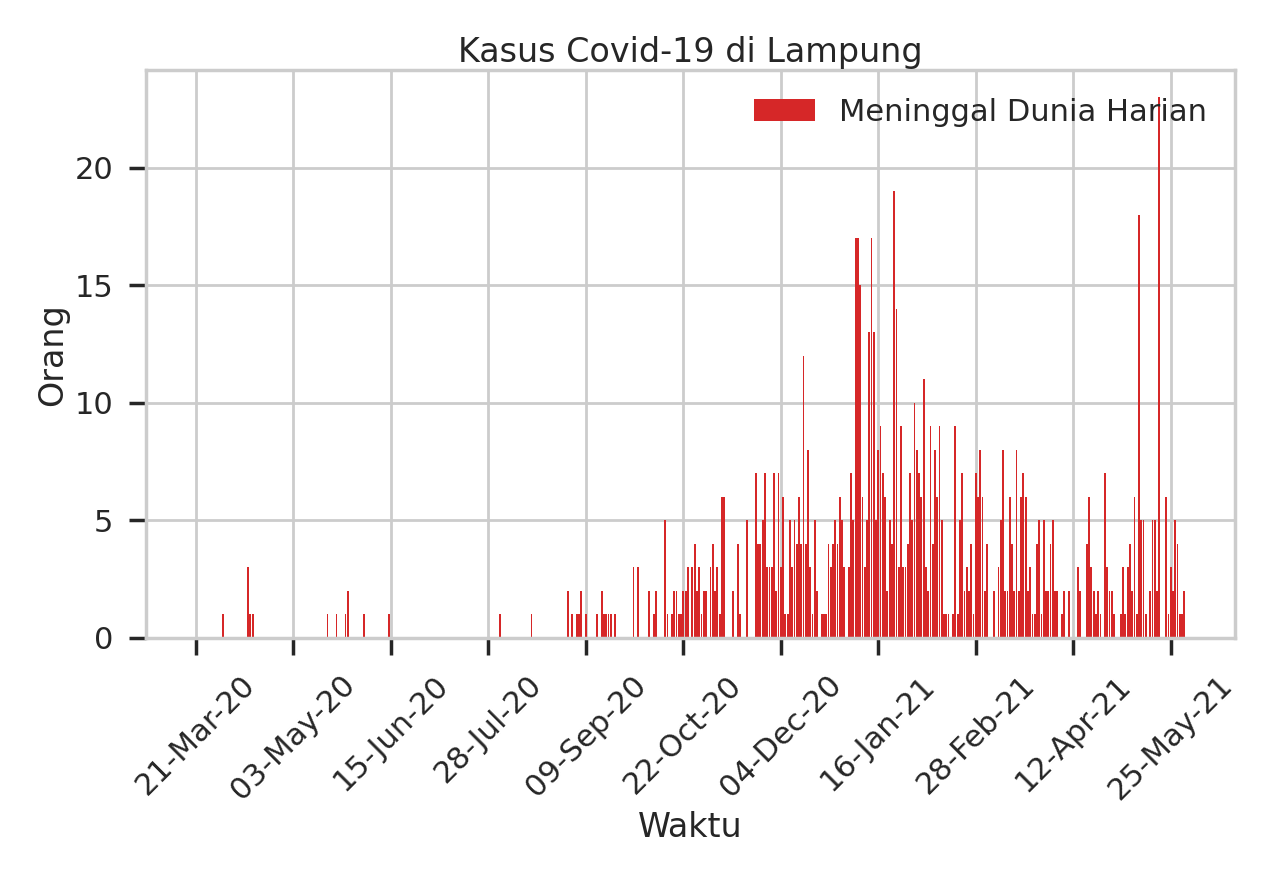 Kasus Covid-19 di Lampung
Meninggal Dunia Harian
20
15
10
5
0
Orang
21-Mar-20
03-May-20
15-Jun-20
28-Jul-20
09-Sep-20
22-Oct-20
04-Dec-20
16-Jan-21
28-Feb-21
12-Apr-21
25-May-21
Waktu